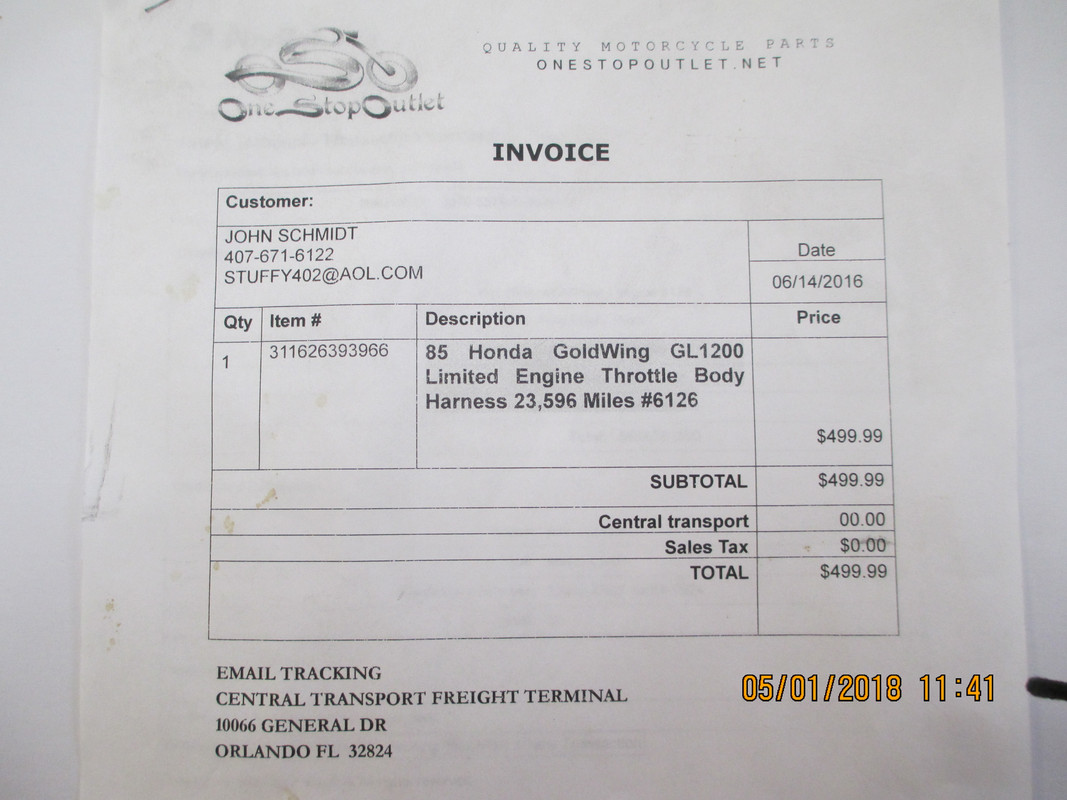 One Stop Outlet
QUALITY MOTORCYCLE PARTS
ONESTOPOUTLET.NET
INVOICE
Customer:
JOHN SCHMIDT
407-671-6122
STUFFY402@AOL.COM
Date
06/14/2016
Qty Item # Description Price
1 311626393966 85 Honda GoldWing GL1200
Limited Engine Throttle Body
Harness 23,596 Miles #6126
$499.99
SUBTOTAL $499.99
Central transport 00.00
Sales Tax $0.00
TOTAL $499.99
EMAIL TRACKING
CENTRAL TRANSPORT FREIGHT TERMINAL
10066 GENERAL DR
ORLANDO FL 32824
05/01/2018 11:41